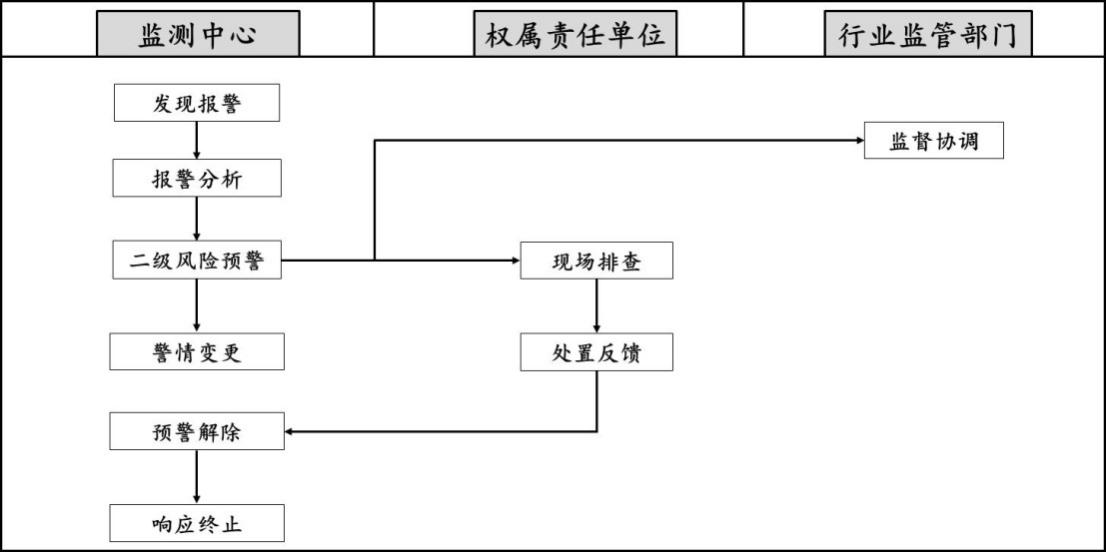 监测中心
权属责任单位
行业监管部门
发现报警
监督协调
报警分析
二级风险预警
现场排查
警情变更
处置反馈
预警解除
响应终止